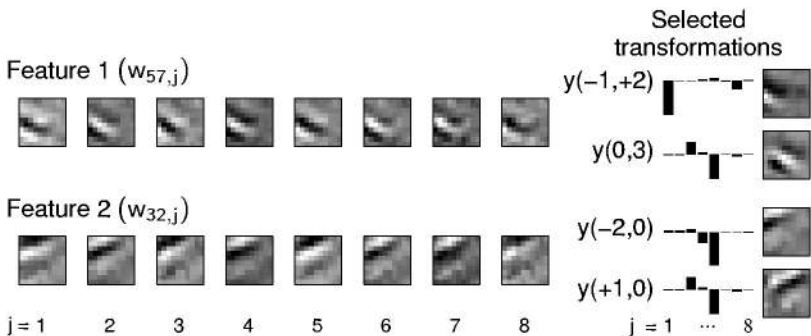 Selected
transformations
Feature 1 (w57,j)
y(−1,+2)
y(0,3)
Feature 2 (w32,j)
y(−2,0)
y(+1,0)
j = 1 2 3 4 5 6 7 8
j = 1 ... 8